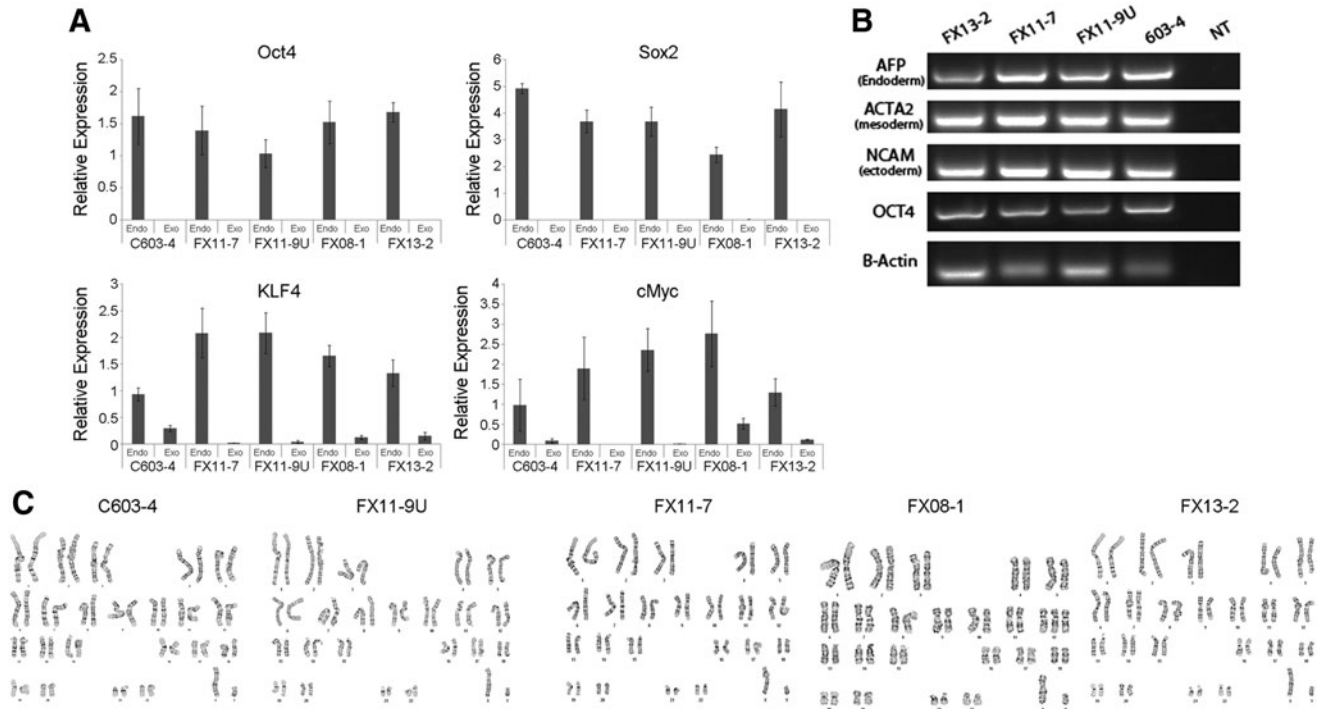 A
Oct4
Relative Expression
2.5
2
1.5
1
0.5
0
Endo Exo Endo Exo Endo Exo Endo Exo Endo Exo
C603-4 FX11-7 FX11-9U FX08-1 FX13-2
Sox2
Relative Expression
6
5
4
3
2
1
0
Endo Exo Endo Exo Endo Exo Endo Exo Endo Exo
C603-4 FX11-7 FX11-9U FX08-1 FX13-2
KLF4
Relative Expression
3
2.5
2
1.5
1
0.5
0
Endo Exo Endo Exo Endo Exo Endo Exo Endo Exo
C603-4 FX11-7 FX11-9U FX08-1 FX13-2
cMyc
Relative Expression
4
3.5
3
2.5
2
1.5
1
0.5
0
Endo Exo Endo Exo Endo Exo Endo Exo Endo Exo
C603-4 FX11-7 FX11-9U FX08-1 FX13-2
B
FX13-2 FX11-7 FX11-9U 603-4 NT
AFP
(Endoderm)
ACTA2
(mesoderm)
NCAM
(ectoderm)
OCT4
B-Actin
C
C603-4 FX11-9U FX11-7 FX08-1 FX13-2